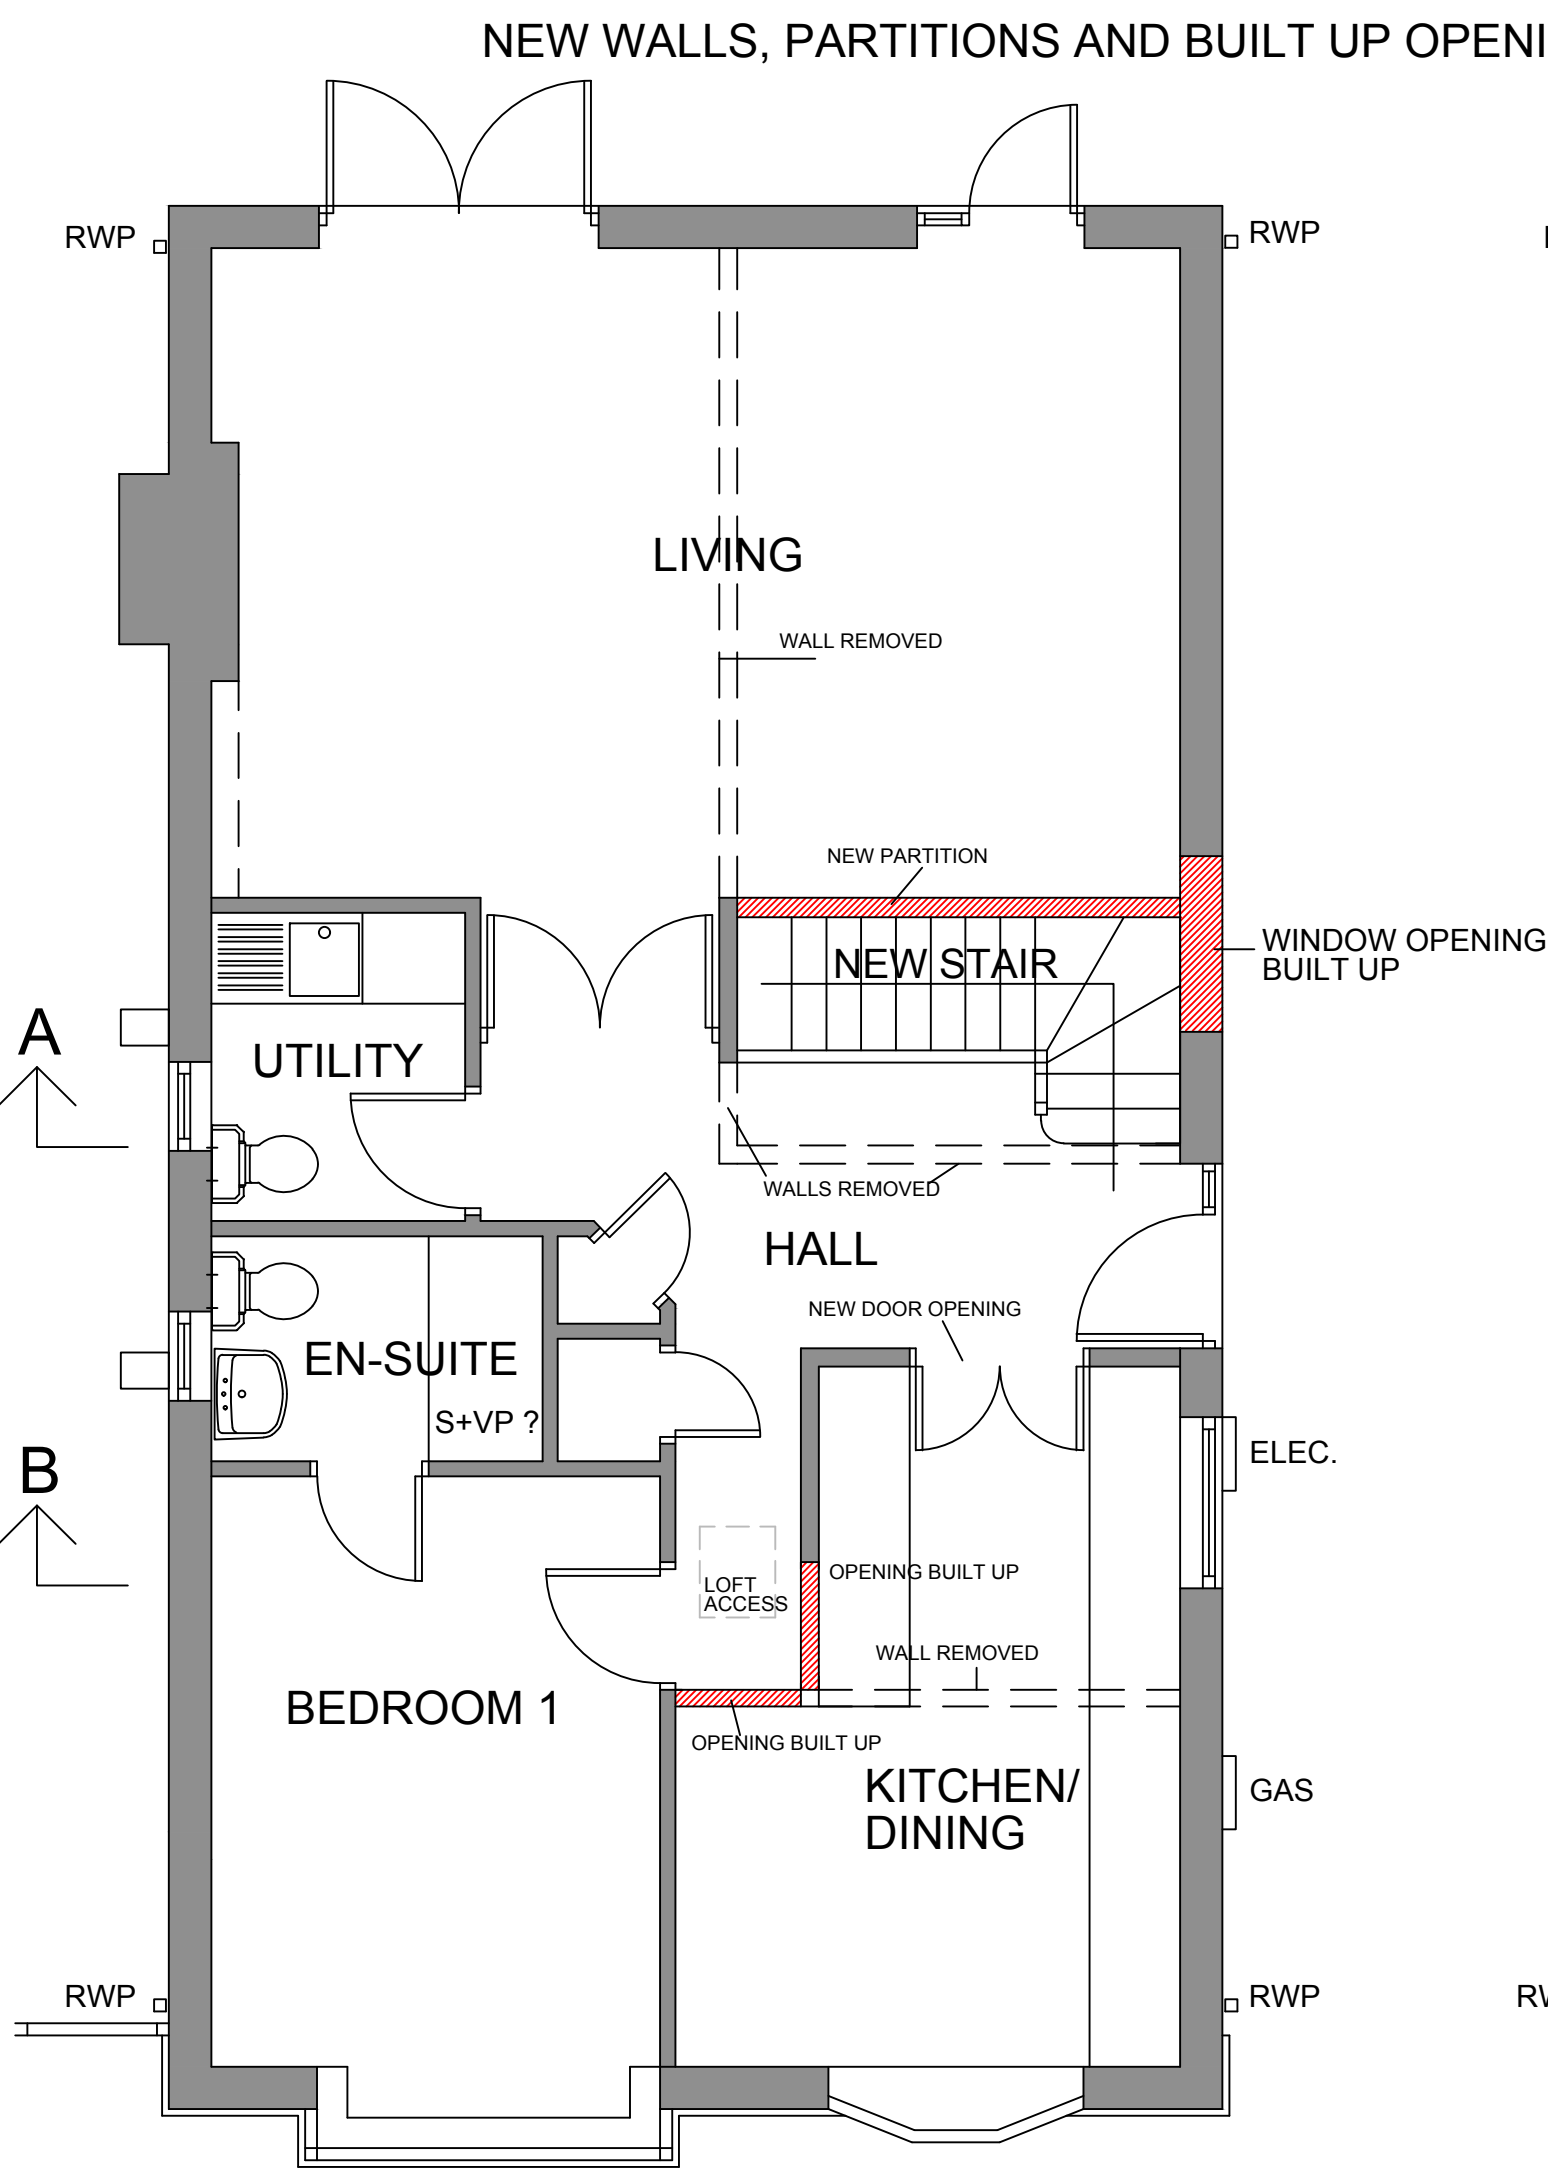 NEW WALLS, PARTITIONS AND BUILT UP OPENI
RWP
RWP
LIVING
WALL REMOVED
NEW PARTITION
NEW STAIR
WINDOW OPENING
BUILT UP
A
UTILITY
WALLS REMOVED
HALL
NEW DOOR OPENING
EN-SUITE
S+VP ?
B
ELEC.
LOFT
ACCESS
OPENING BUILT UP
WALL REMOVED
BEDROOM 1
OPENING BUILT UP
KITCHEN/
DINING
GAS
RWP
RWP